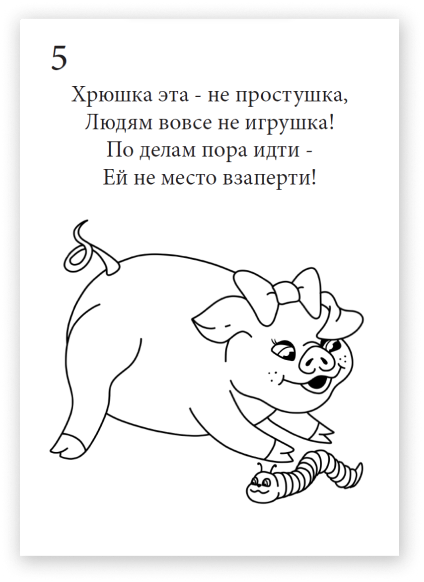 5
Хрюшка эта - не простушка,
Людям вовсе не игрушка!
По делам пора идти -
Ей не место взаперти!